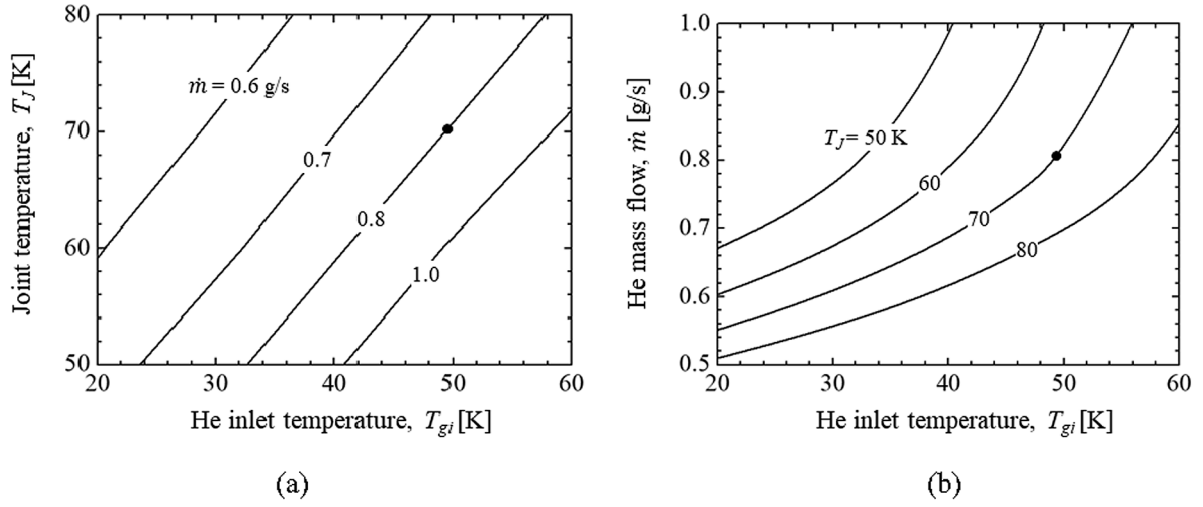 80
70
60
50
Joint temperature, T_J [K]
ṁ = 0.6 g/s
0.7
0.8
1.0
20 30 40 50 60
He inlet temperature, T_gi [K]
(a)
1.0
0.9
0.8
0.7
0.6
0.5
He mass flow, ṁ [g/s]
T_J = 50 K
60
70
80
20 30 40 50 60
He inlet temperature, T_gi [K]
(b)